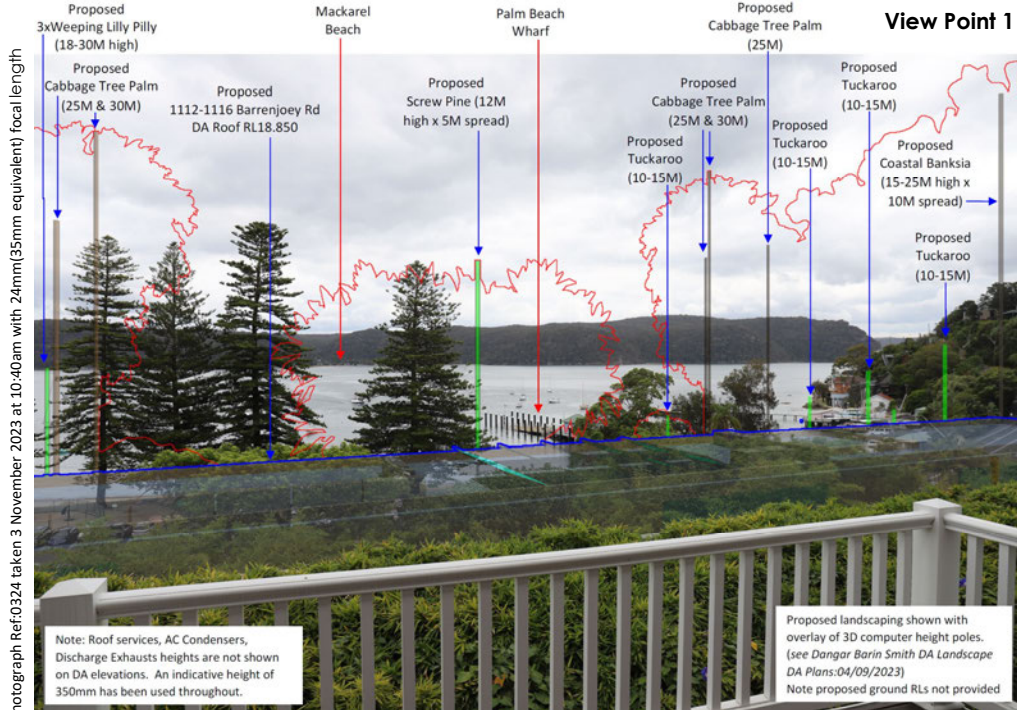 View Point 1
Proposed
3xWeeping Lilly Pilly
(18-30M high)
Proposed
Cabbage Tree Palm
(25M & 30M)
Proposed
1112-1116 Barrenjoey Rd
DA Roof RL18.850
Mackarel
Beach
Proposed
Screw Pine (12M
high x 5M spread)
Palm Beach
Wharf
Proposed
Tuckaroo
(10-15M)
Proposed
Cabbage Tree Palm
(25M & 30M)
Proposed
Cabbage Tree Palm
(25M)
Proposed
Tuckaroo
(10-15M)
Proposed
Tuckaroo
(10-15M)
Proposed
Coastal Banksia
(15-25M high x
10M spread)
Proposed
Tuckaroo
(10-15M)
Ref:0324 taken 3 November 2023 at 10:40am with 24mm(35mm equivalent) focal length
Note: Roof services, AC Condensers,
Discharge Exhausts heights are not shown
on DA elevations. An indicative height of
350mm has been used throughout.
Proposed landscaping shown with
overlay of 3D computer height poles.
(see Dangar Barin Smith DA Landscape
DA Plans:04/09/2023)
Note proposed ground RLs not provided